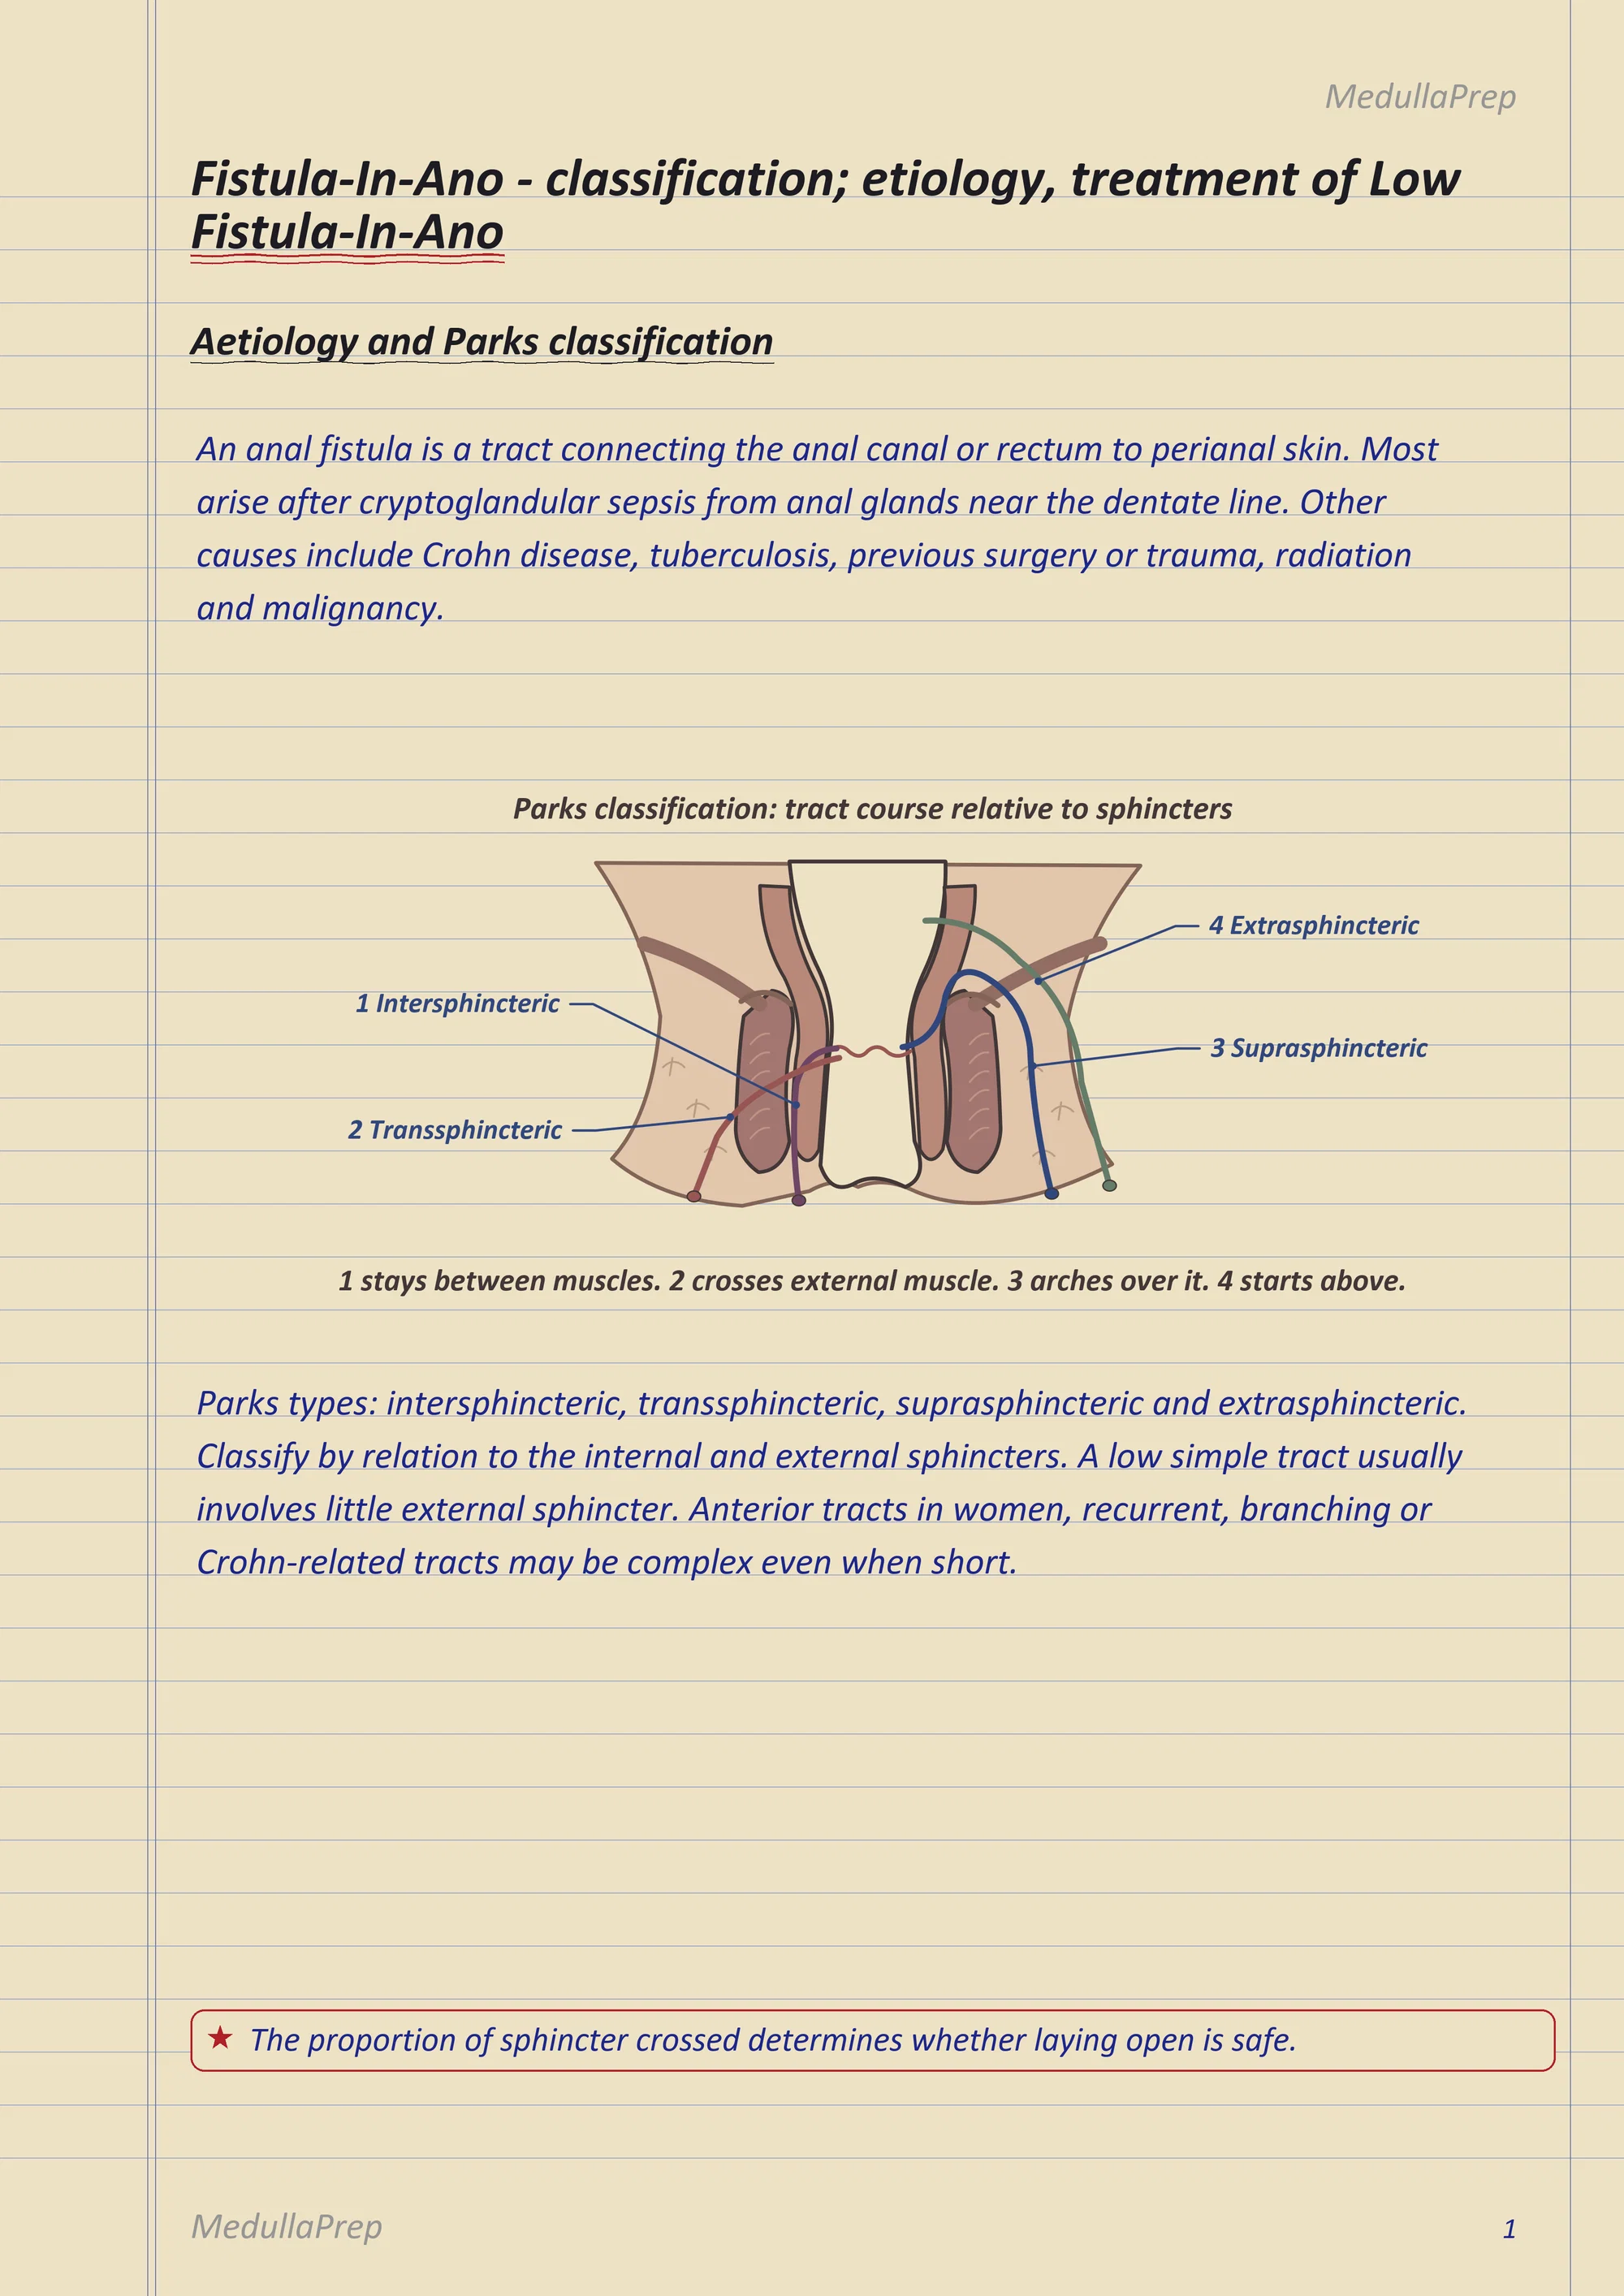 MedullaPrep
Fistula-In-Ano - classification; etiology, treatment of Low
Fistula-In-Ano
Aetiology and Parks classification
An anal fistula is a tract connecting the anal canal or rectum to perianal skin. Most
arise after cryptoglandular sepsis from anal glands near the dentate line. Other
causes include Crohn disease, tuberculosis, previous surgery or trauma, radiation
and malignancy.
Parks classification: tract course relative to sphincters
4 Extrasphincteric
1 Intersphincteric
3 Suprasphincteric
2 Transsphincteric
1 stays between muscles. 2 crosses external muscle. 3 arches over it. 4 starts above.
Parks types: intersphincteric, transsphincteric, suprasphincteric and extrasphincteric.
Classify by relation to the internal and external sphincters. A low simple tract usually
involves little external sphincter. Anterior tracts in women, recurrent, branching or
Crohn-related tracts may be complex even when short.
★ The proportion of sphincter crossed determines whether laying open is safe.
MedullaPrep
1